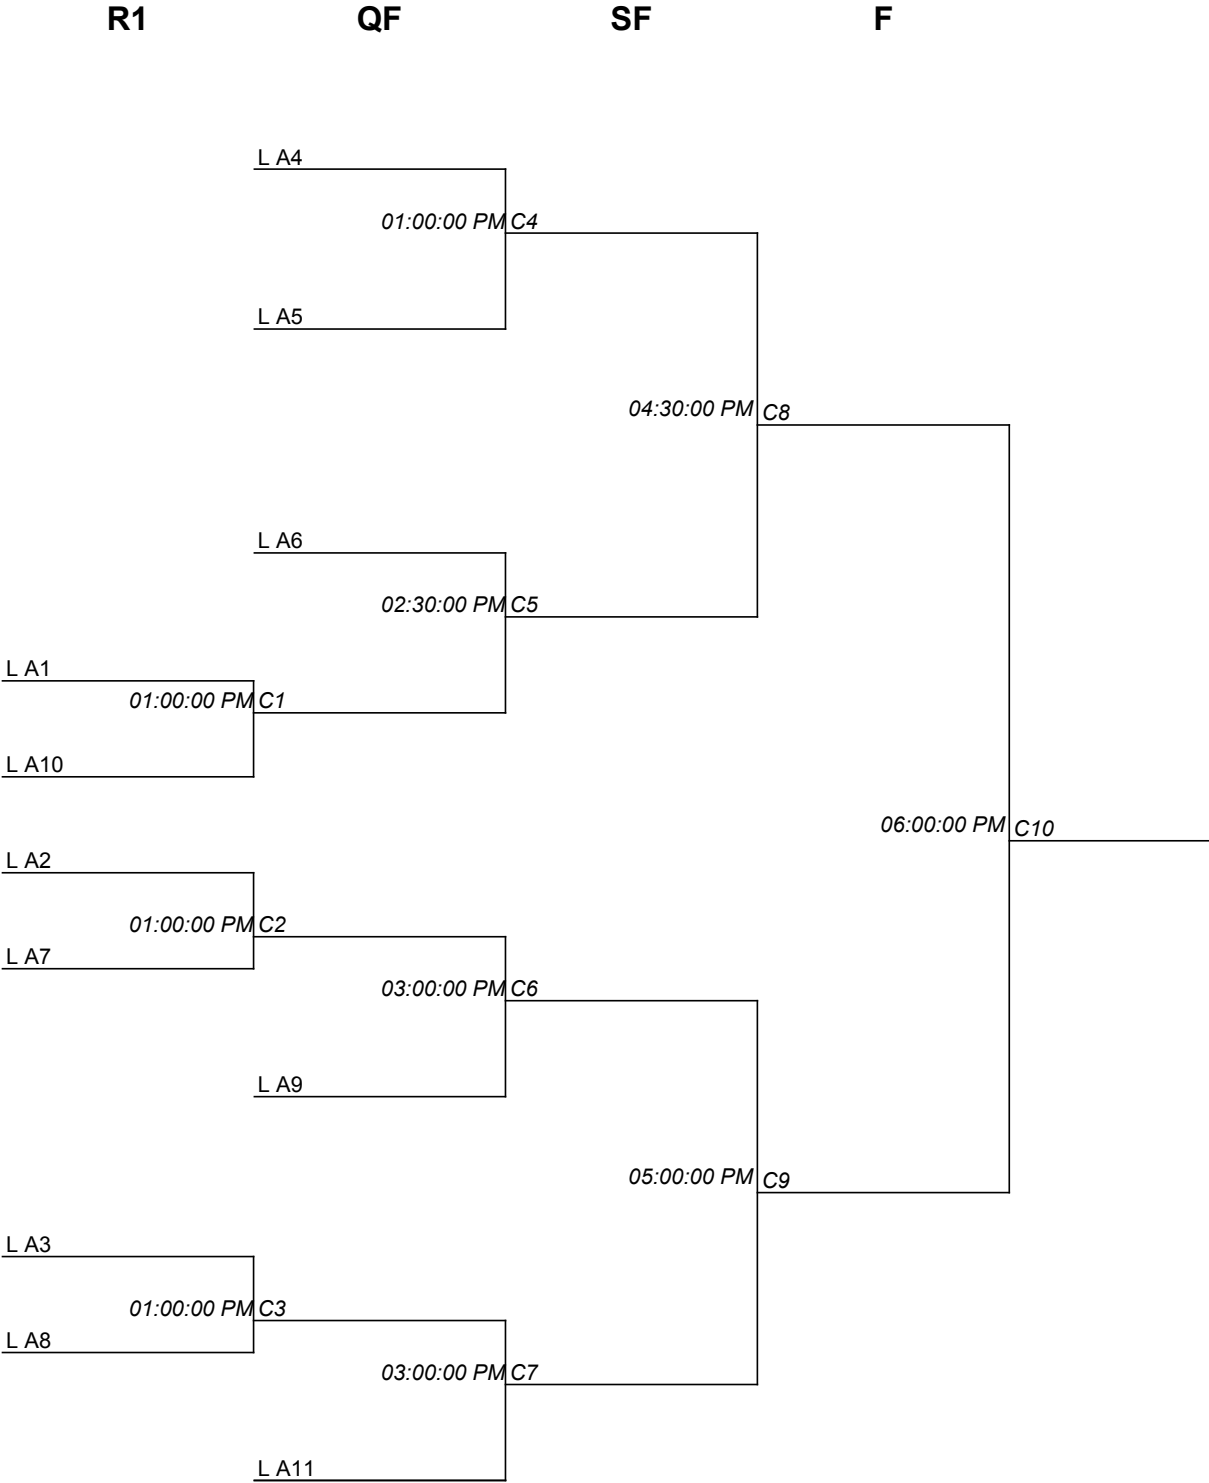 R1 QF SF F
L A4
01:00:00 PM C4
L A5
04:30:00 PM C8
L A6
02:30:00 PM C5
L A1
01:00:00 PM C1
L A10
06:00:00 PM C10
L A2
01:00:00 PM C2
L A7
03:00:00 PM C6
L A9
05:00:00 PM C9
L A3
01:00:00 PM C3
L A8
03:00:00 PM C7
L A11